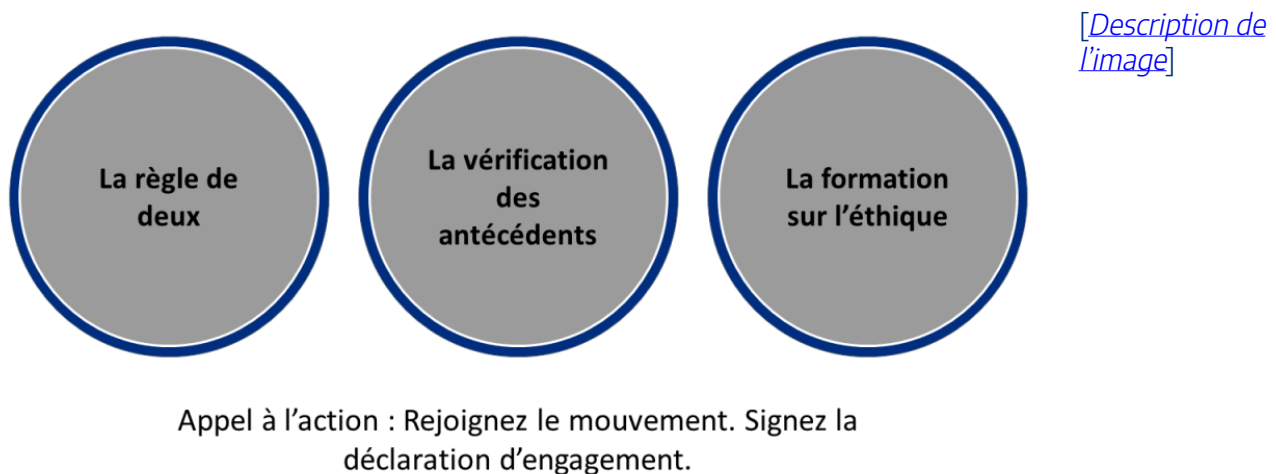 [Description de
l’image]
La règle de
deux
La vérification
des
antécédents
La formation
sur l’éthique
Appel à l’action : Rejoignez le mouvement. Signez la
déclaration d’engagement.